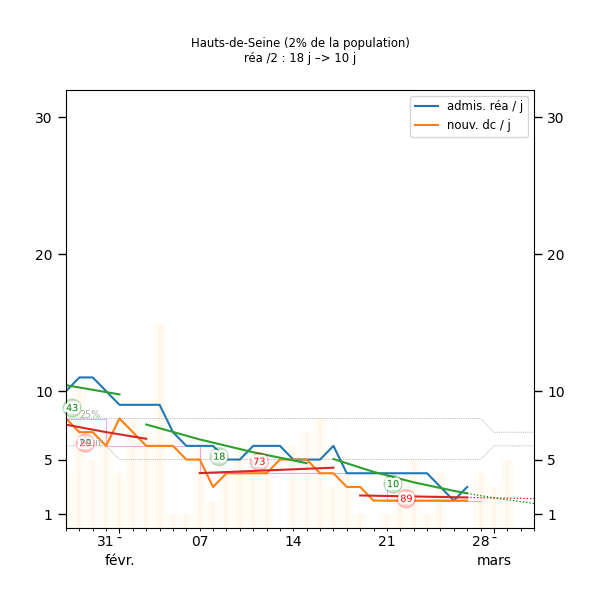 Hauts-de-Seine (2% de la population)
réa /2 : 18 j –> 10 j
admis. réa / j
nouv. dc / j
30 30
20 20
10 10
43 25%
18 73
5 5
10 89
1 1
31 - 07 14 21 28 -
févr. mars